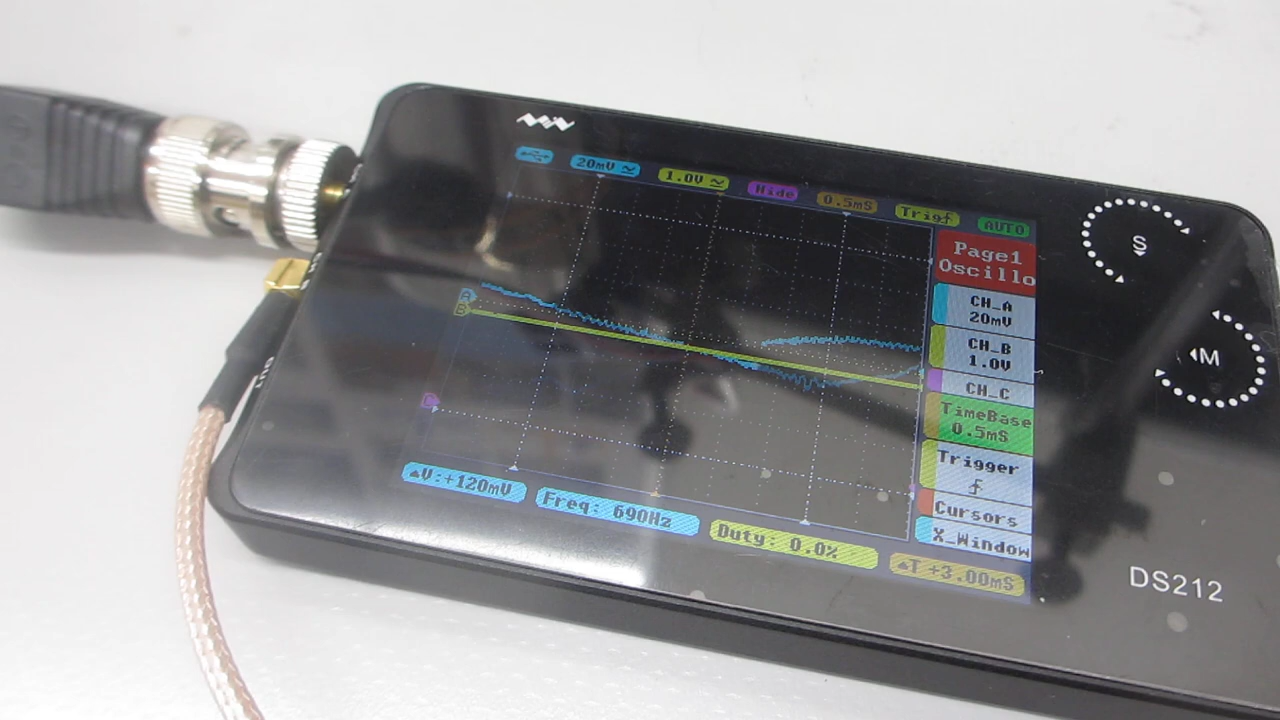 20mV 1.0V Hide 0.5mS Trig AUTO
Page1
Oscillo
CH_A
20mV
CH_B
1.0V
CH_C
TimeBase
0.5mS
Trigger
Cursors
X_Window
A
B
▲V:+120mV Freq: 690Hz Duty: 0.0% ▲T +3.00mS
S
M
DS212